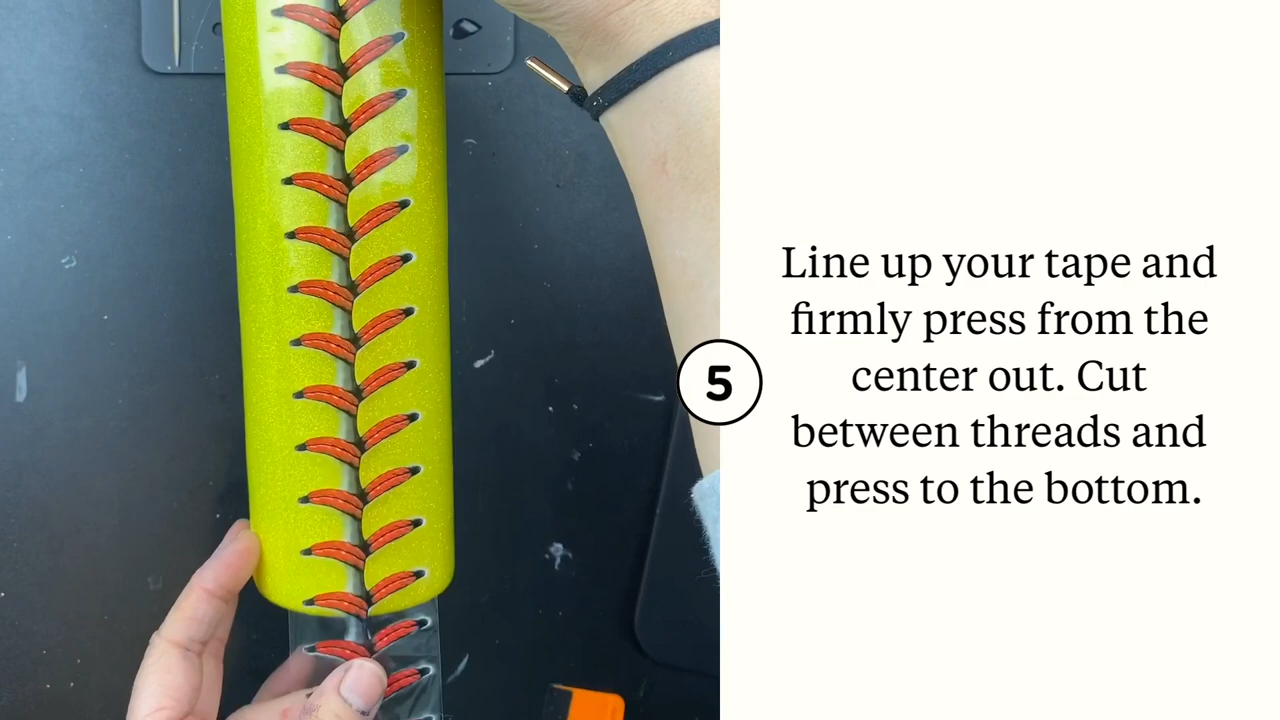 5
Line up your tape and
firmly press from the
center out. Cut
between threads and
press to the bottom.